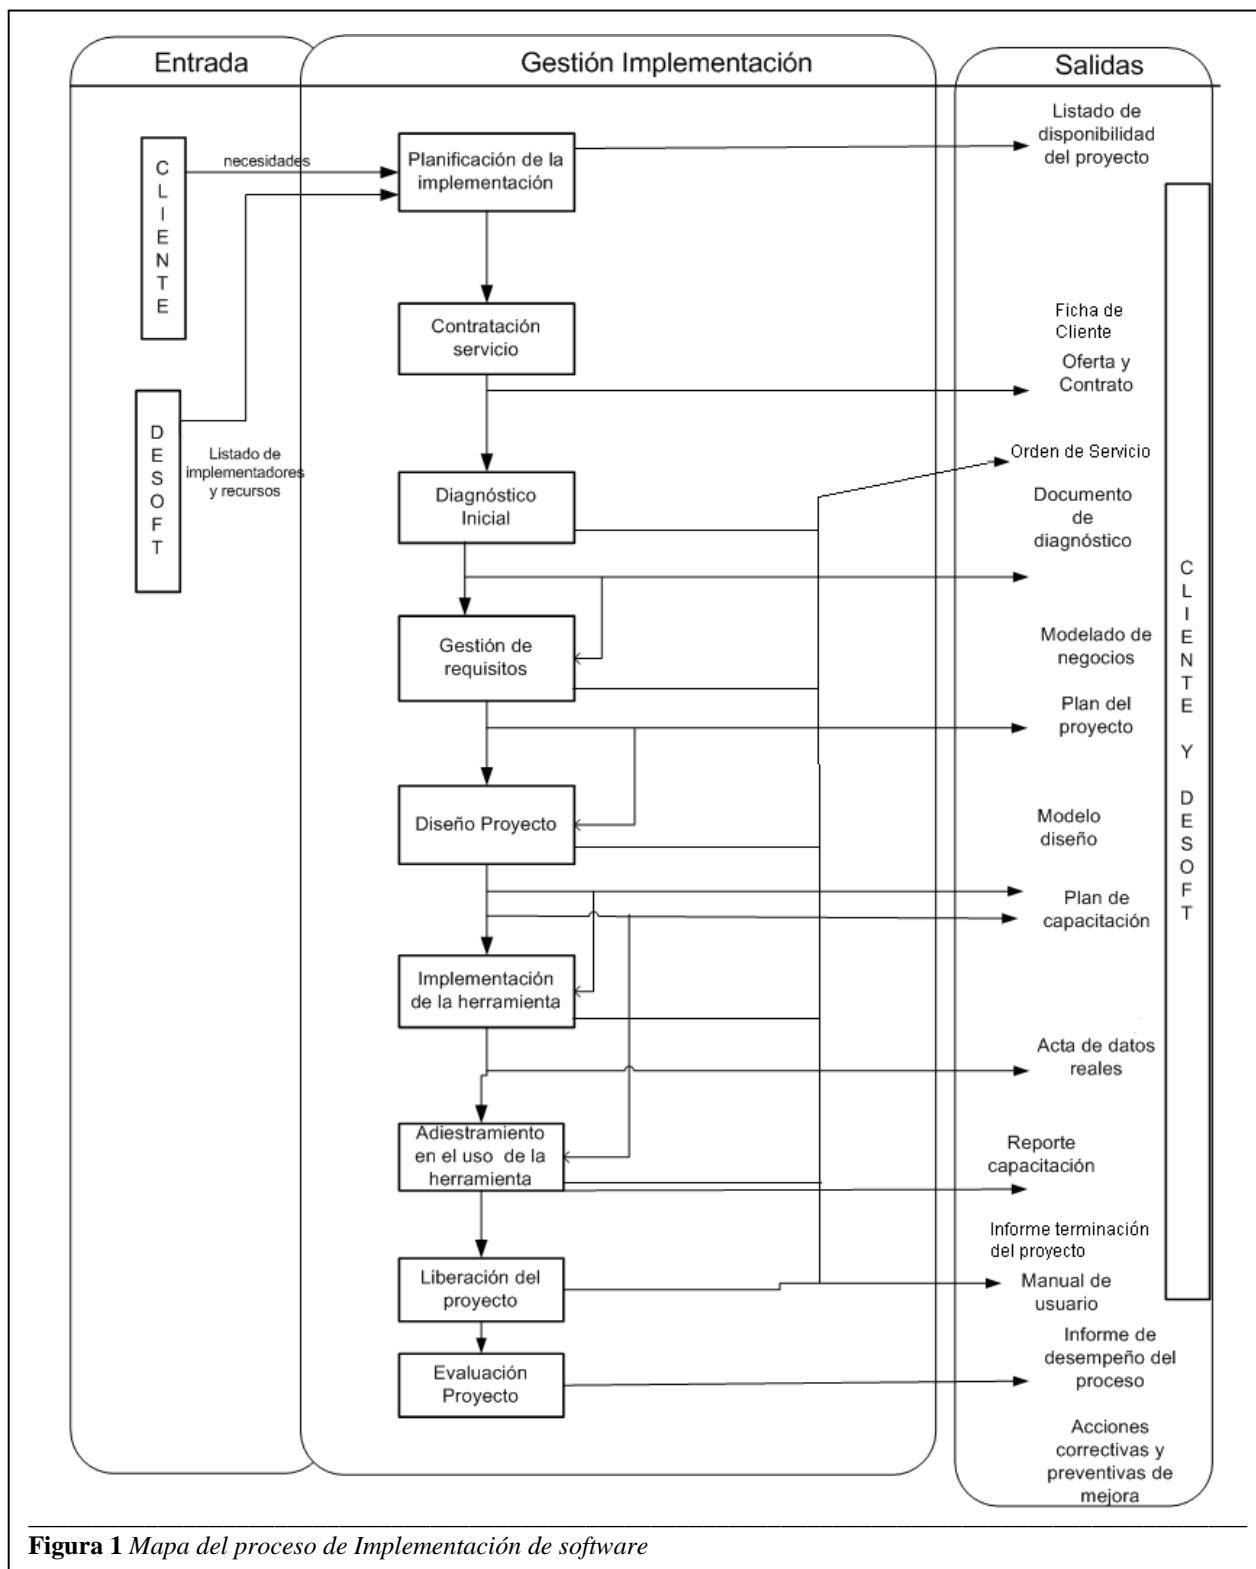 Entrada
Gestión Implementación
Salidas
CLIENTE
necesidades
Planificación de la
implementación
Listado de
disponibilidad
del proyecto
Contratación
servicio
Ficha de
Cliente
Oferta y
Contrato
DESOFT
Listado de
implementadores
y recursos
Diagnóstico
Inicial
Orden de Servicio
Documento
de
diagnóstico
CLIENTE Y DESOFT
Gestión de
requisitos
Modelado de
negocios
Plan del
proyecto
Diseño Proyecto
Modelo
diseño
Plan de
capacitación
Implementación
de la herramienta
Acta de datos
reales
Adiestramiento
en el uso de la
herramienta
Reporte
capacitación
Informe terminación
del proyecto
Liberación del
proyecto
Manual de
usuario
Evaluación
Proyecto
Informe de
desempeño del
proceso
Acciones
correctivas y
preventivas de
mejora
Figura 1 Mapa del proceso de Implementación de software